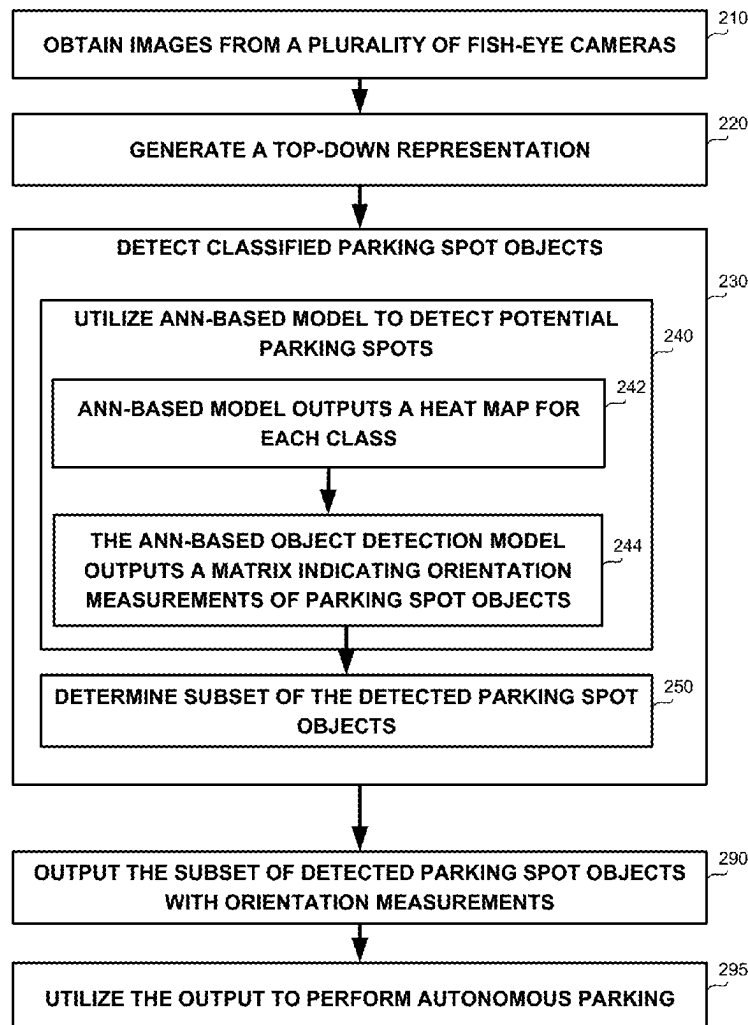 210
OBTAIN IMAGES FROM A PLURALITY OF FISH-EYE CAMERAS
220
GENERATE A TOP-DOWN REPRESENTATION
DETECT CLASSIFIED PARKING SPOT OBJECTS
230
UTILIZE ANN-BASED MODEL TO DETECT POTENTIAL
PARKING SPOTS
240
242
ANN-BASED MODEL OUTPUTS A HEAT MAP FOR
EACH CLASS
THE ANN-BASED OBJECT DETECTION MODEL
OUTPUTS A MATRIX INDICATING ORIENTATION
MEASUREMENTS OF PARKING SPOT OBJECTS
244
DETERMINE SUBSET OF THE DETECTED PARKING SPOT
OBJECTS
250
OUTPUT THE SUBSET OF DETECTED PARKING SPOT OBJECTS
WITH ORIENTATION MEASUREMENTS
290
295
UTILIZE THE OUTPUT TO PERFORM AUTONOMOUS PARKING